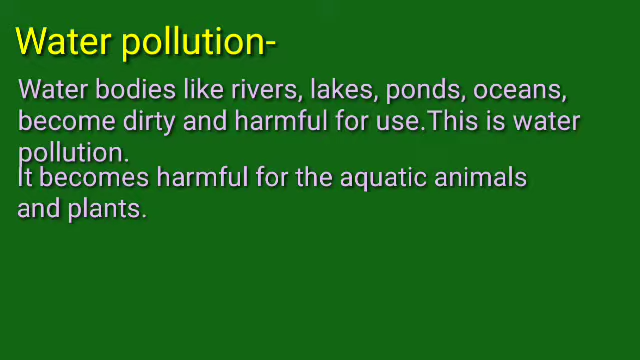 Water pollution-
Water bodies like rivers, lakes, ponds, oceans,
become dirty and harmful for use.This is water
pollution.
It becomes harmful for the aquatic animals
and plants.